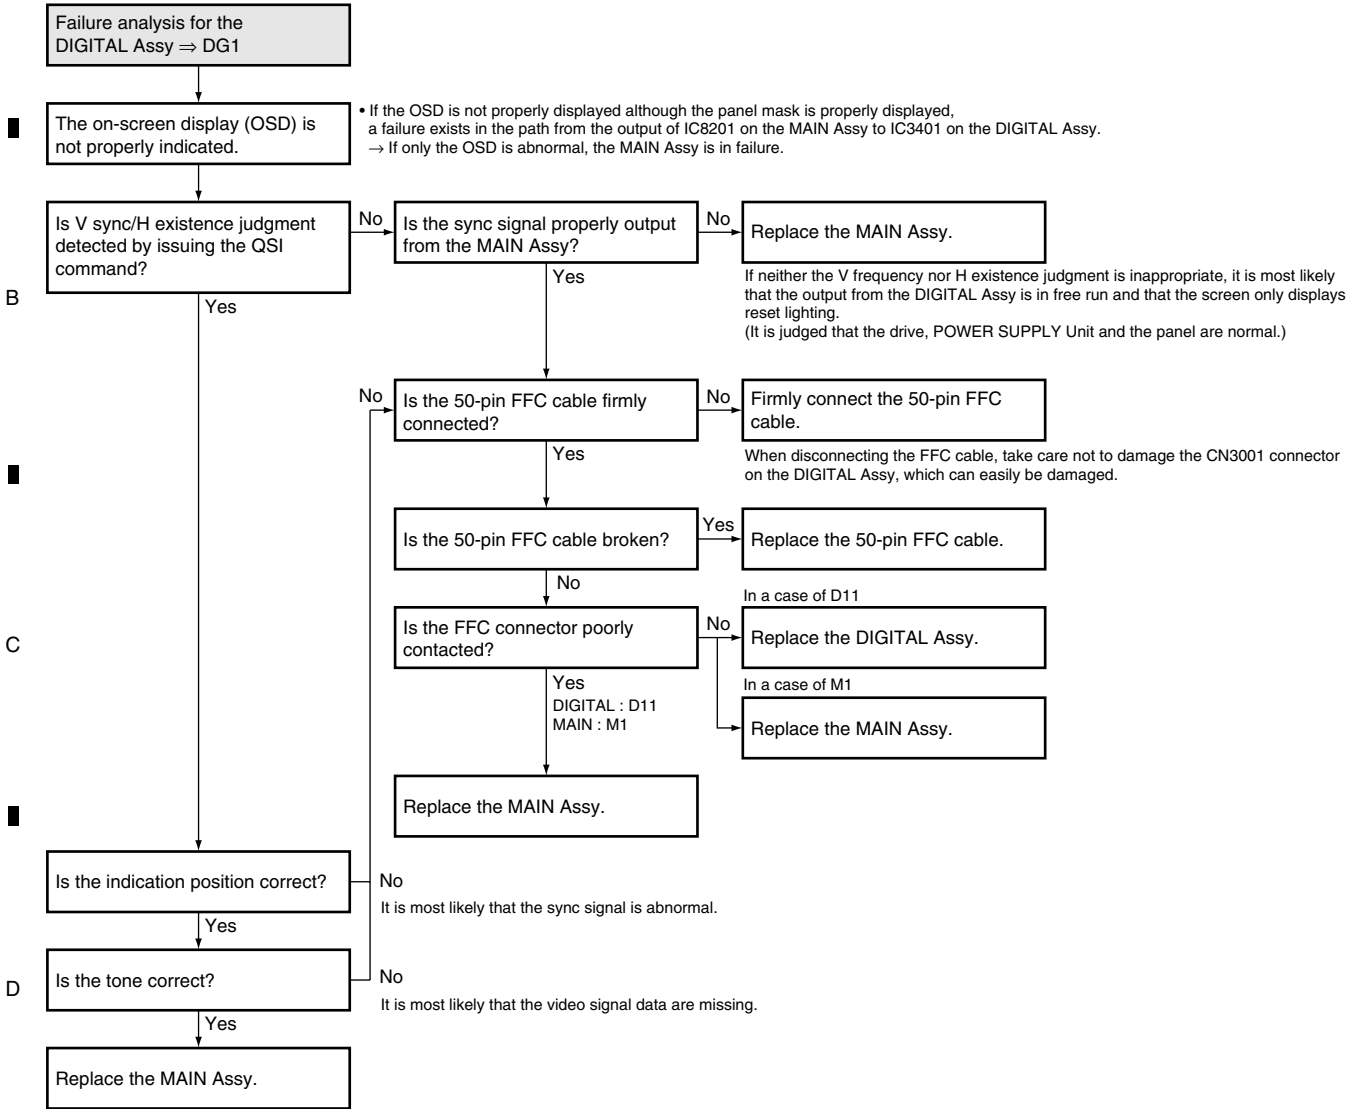 Failure analysis for the
DIGITAL Assy ⇒ DG1
The on-screen display (OSD) is
not properly indicated.
• If the OSD is not properly displayed although the panel mask is properly displayed,
a failure exists in the path from the output of IC8201 on the MAIN Assy to IC3401 on the DIGITAL Assy.
→ If only the OSD is abnormal, the MAIN Assy is in failure.
Is V sync/H existence judgment
detected by issuing the QSI
command?
No
Is the sync signal properly output
from the MAIN Assy?
No
Replace the MAIN Assy.
If neither the V frequency nor H existence judgment is inappropriate, it is most likely
that the output from the DIGITAL Assy is in free run and that the screen only displays
reset lighting.
(It is judged that the drive, POWER SUPPLY Unit and the panel are normal.)
B
Yes
Yes
No
Is the 50-pin FFC cable firmly
connected?
No
Firmly connect the 50-pin FFC
cable.
When disconnecting the FFC cable, take care not to damage the CN3001 connector
on the DIGITAL Assy, which can easily be damaged.
Yes
Is the 50-pin FFC cable broken?
Yes
Replace the 50-pin FFC cable.
No
In a case of D11
C
Is the FFC connector poorly
contacted?
No
Replace the DIGITAL Assy.
Yes
DIGITAL : D11
MAIN : M1
In a case of M1
Replace the MAIN Assy.
Replace the MAIN Assy.
Is the indication position correct?
No
It is most likely that the sync signal is abnormal.
Yes
D
Is the tone correct?
No
It is most likely that the video signal data are missing.
Yes
Replace the MAIN Assy.